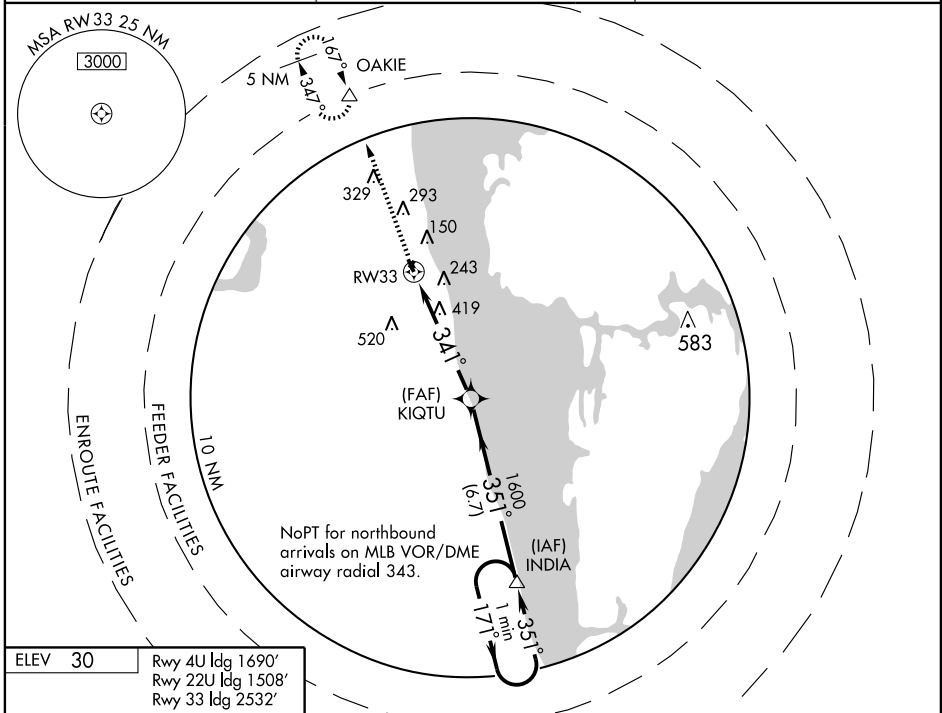 MSA RW33 25 NM
3000
5 NM
347°
167°
OAKIE
329
293
150
RW33
243
419
520
341°
583
(FAF)
KIQTU
1600
351°
(6.7)
ENROUTE FACILITIES
FEEDER FACILITIES
10 NM
NoPT for northbound
arrivals on MLB VOR/DME
airway radial 343.
(IAF)
INDIA
171°
1 min
351°
ELEV 30
Rwy 4U ldg 1690'
Rwy 22U ldg 1508'
Rwy 33 ldg 2532'